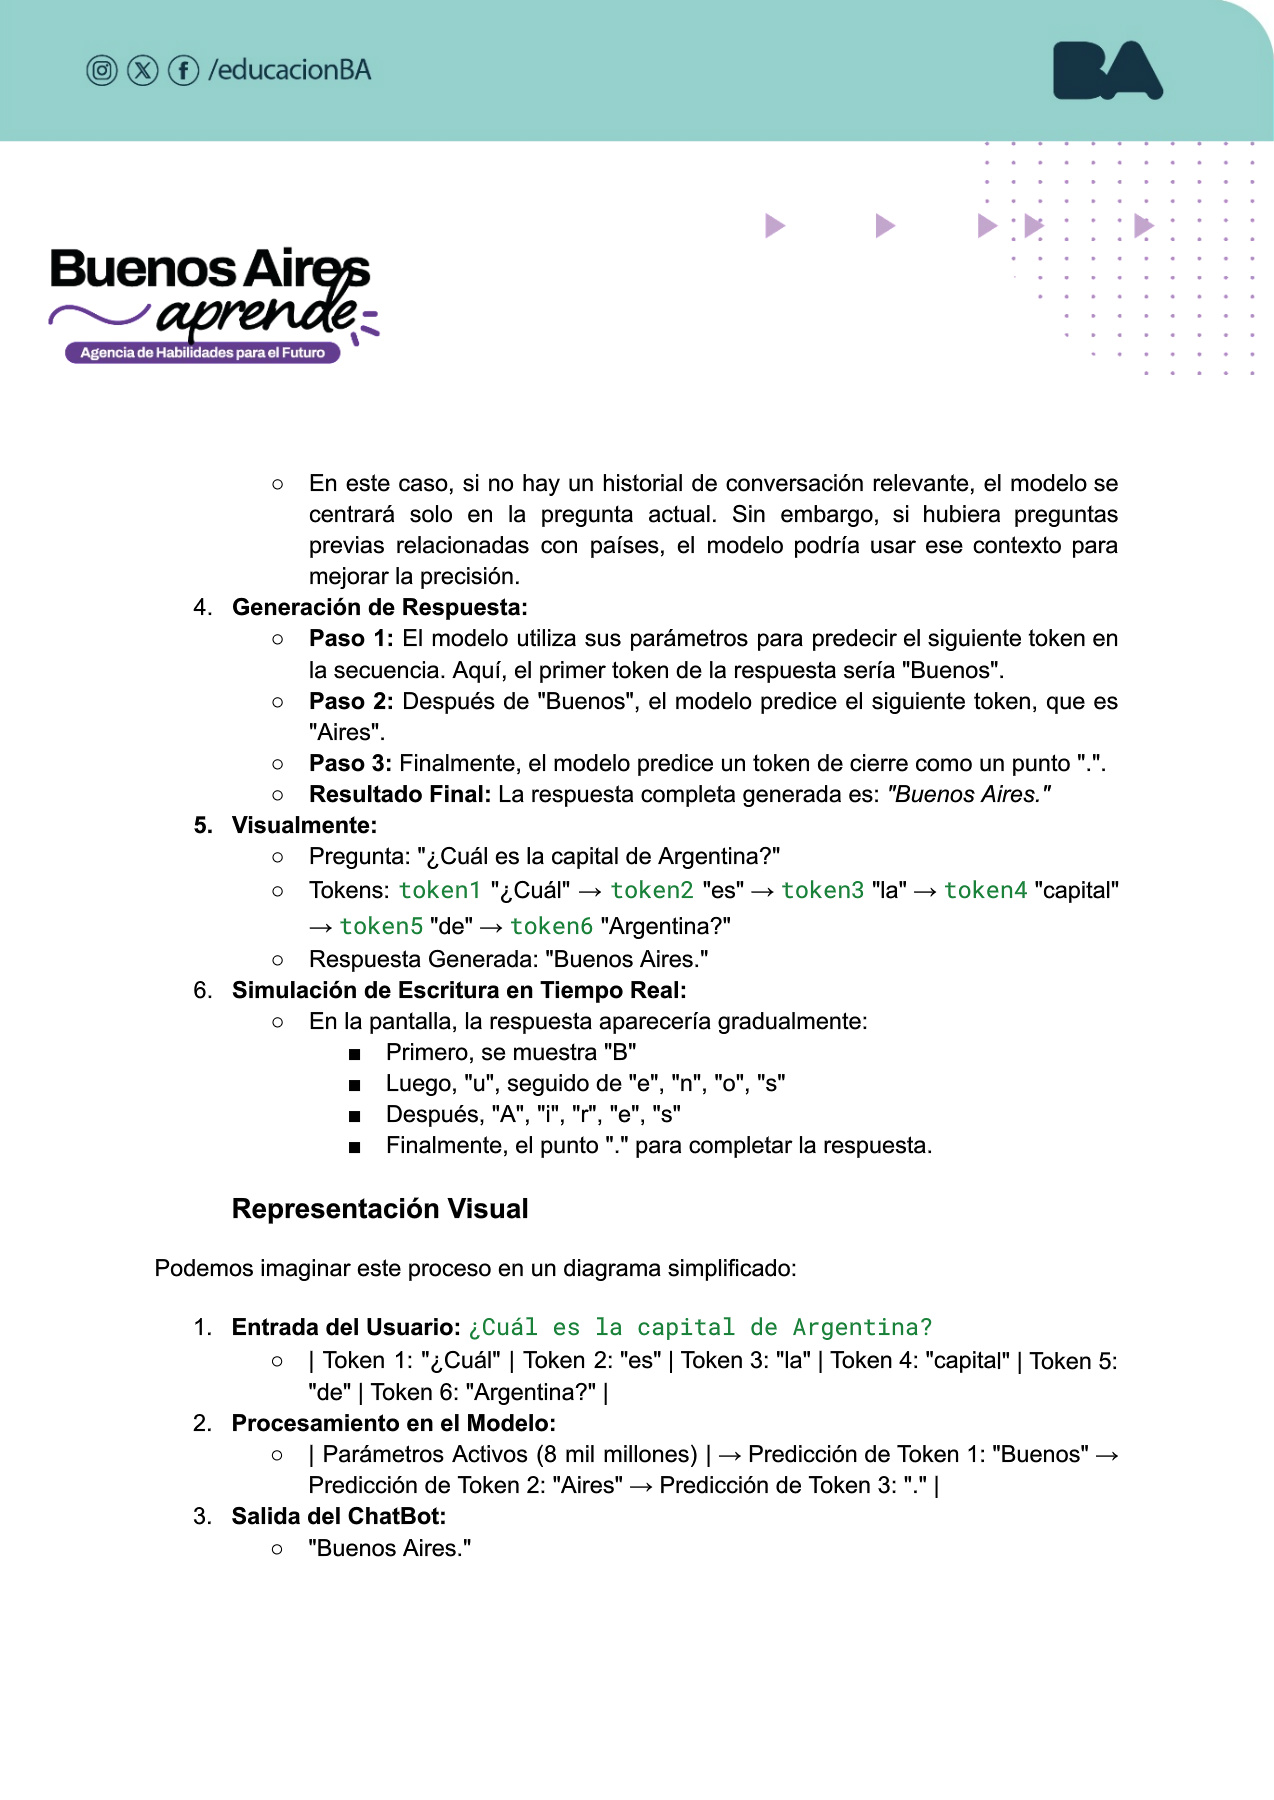 /educacionBA
BA
Buenos Aires
aprende
Agencia de Habilidades para el Futuro
○ En este caso, si no hay un historial de conversación relevante, el modelo se
centrará solo en la pregunta actual. Sin embargo, si hubiera preguntas
previas relacionadas con países, el modelo podría usar ese contexto para
mejorar la precisión.
4. Generación de Respuesta:
○ Paso 1: El modelo utiliza sus parámetros para predecir el siguiente token en
la secuencia. Aquí, el primer token de la respuesta sería "Buenos".
○ Paso 2: Después de "Buenos", el modelo predice el siguiente token, que es
"Aires".
○ Paso 3: Finalmente, el modelo predice un token de cierre como un punto ".".
○ Resultado Final: La respuesta completa generada es: "Buenos Aires."
5. Visualmente:
○ Pregunta: "¿Cuál es la capital de Argentina?"
○ Tokens: token1 "¿Cuál" → token2 "es" → token3 "la" → token4 "capital"
→ token5 "de" → token6 "Argentina?"
○ Respuesta Generada: "Buenos Aires."
6. Simulación de Escritura en Tiempo Real:
○ En la pantalla, la respuesta aparecería gradualmente:
■ Primero, se muestra "B"
■ Luego, "u", seguido de "e", "n", "o", "s"
■ Después, "A", "i", "r", "e", "s"
■ Finalmente, el punto "." para completar la respuesta.
Representación Visual
Podemos imaginar este proceso en un diagrama simplificado:
1. Entrada del Usuario: ¿Cuál es la capital de Argentina?
○ | Token 1: "¿Cuál" | Token 2: "es" | Token 3: "la" | Token 4: "capital" | Token 5:
"de" | Token 6: "Argentina?" |
2. Procesamiento en el Modelo:
○ | Parámetros Activos (8 mil millones) | → Predicción de Token 1: "Buenos" →
Predicción de Token 2: "Aires" → Predicción de Token 3: "." |
3. Salida del ChatBot:
○ "Buenos Aires."